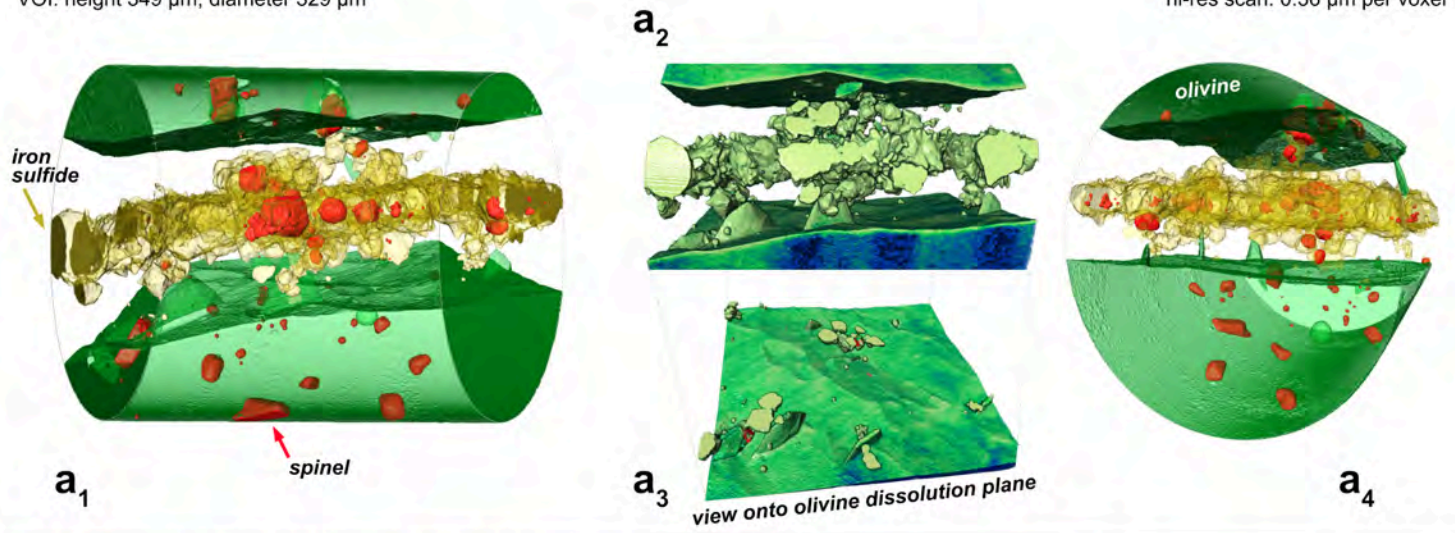 VOI: height 349 µm, diameter 329 µm
hi-res scan: 0.56 µm per voxel
a2
olivine
iron
sulfide
spinel
a1
a3
view onto olivine dissolution plane
a4